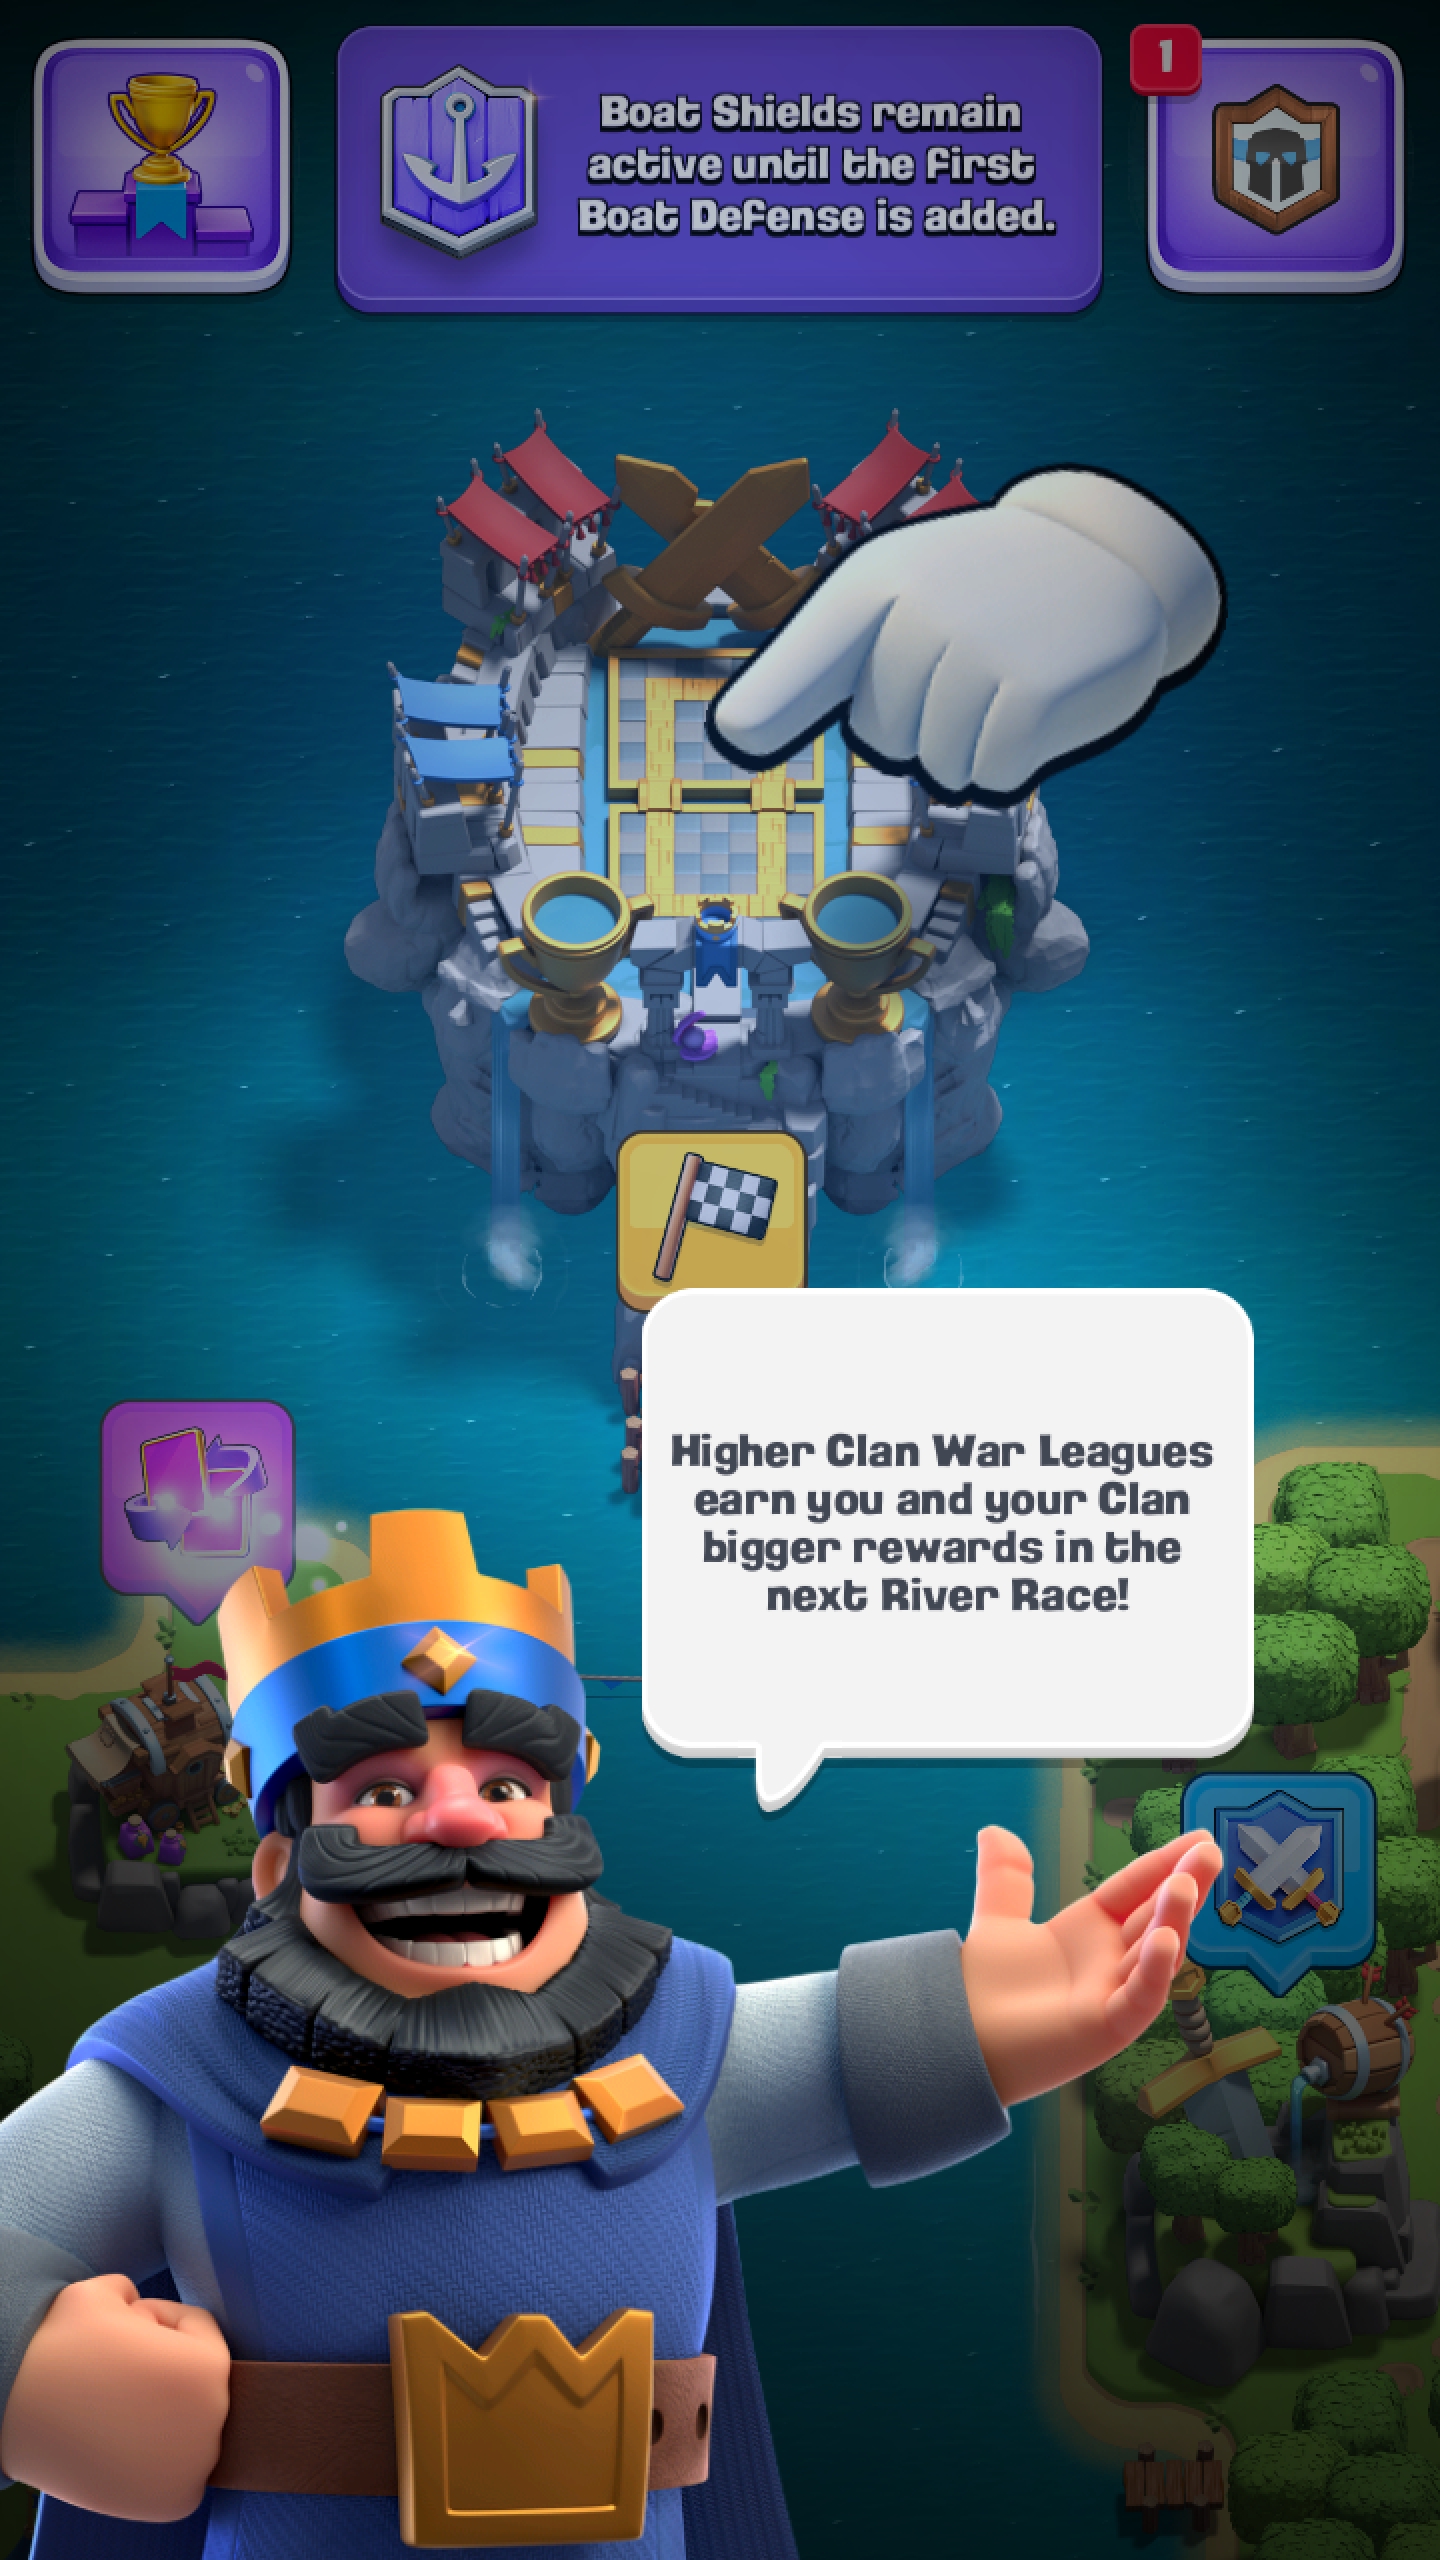 Boat Shields remain
active until the first
Boat Defense is added.
1
Higher Clan War Leagues
earn you and your Clan
bigger rewards in the
next River Race!